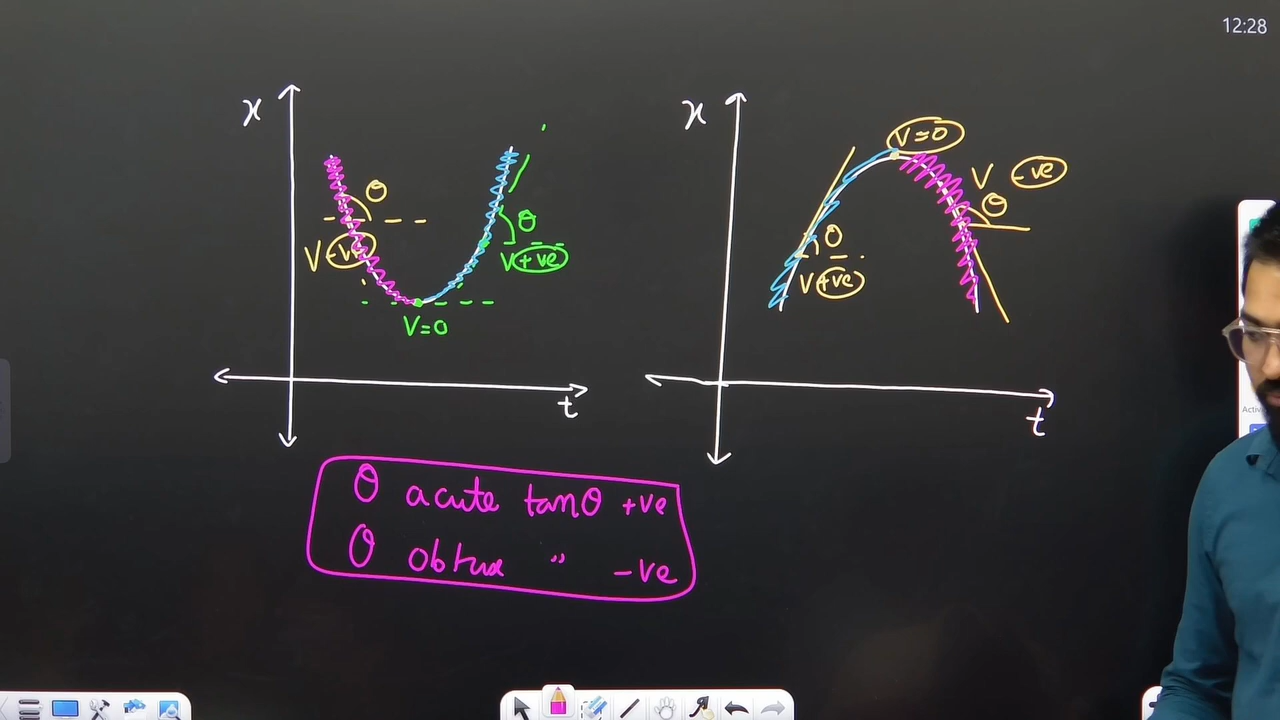 12:28
x
θ
V -ve
V=0
θ
V +ve
t
x
V=0
V -ve
θ
θ
V +ve
t
θ acute tanθ +ve
θ obtuse " -ve